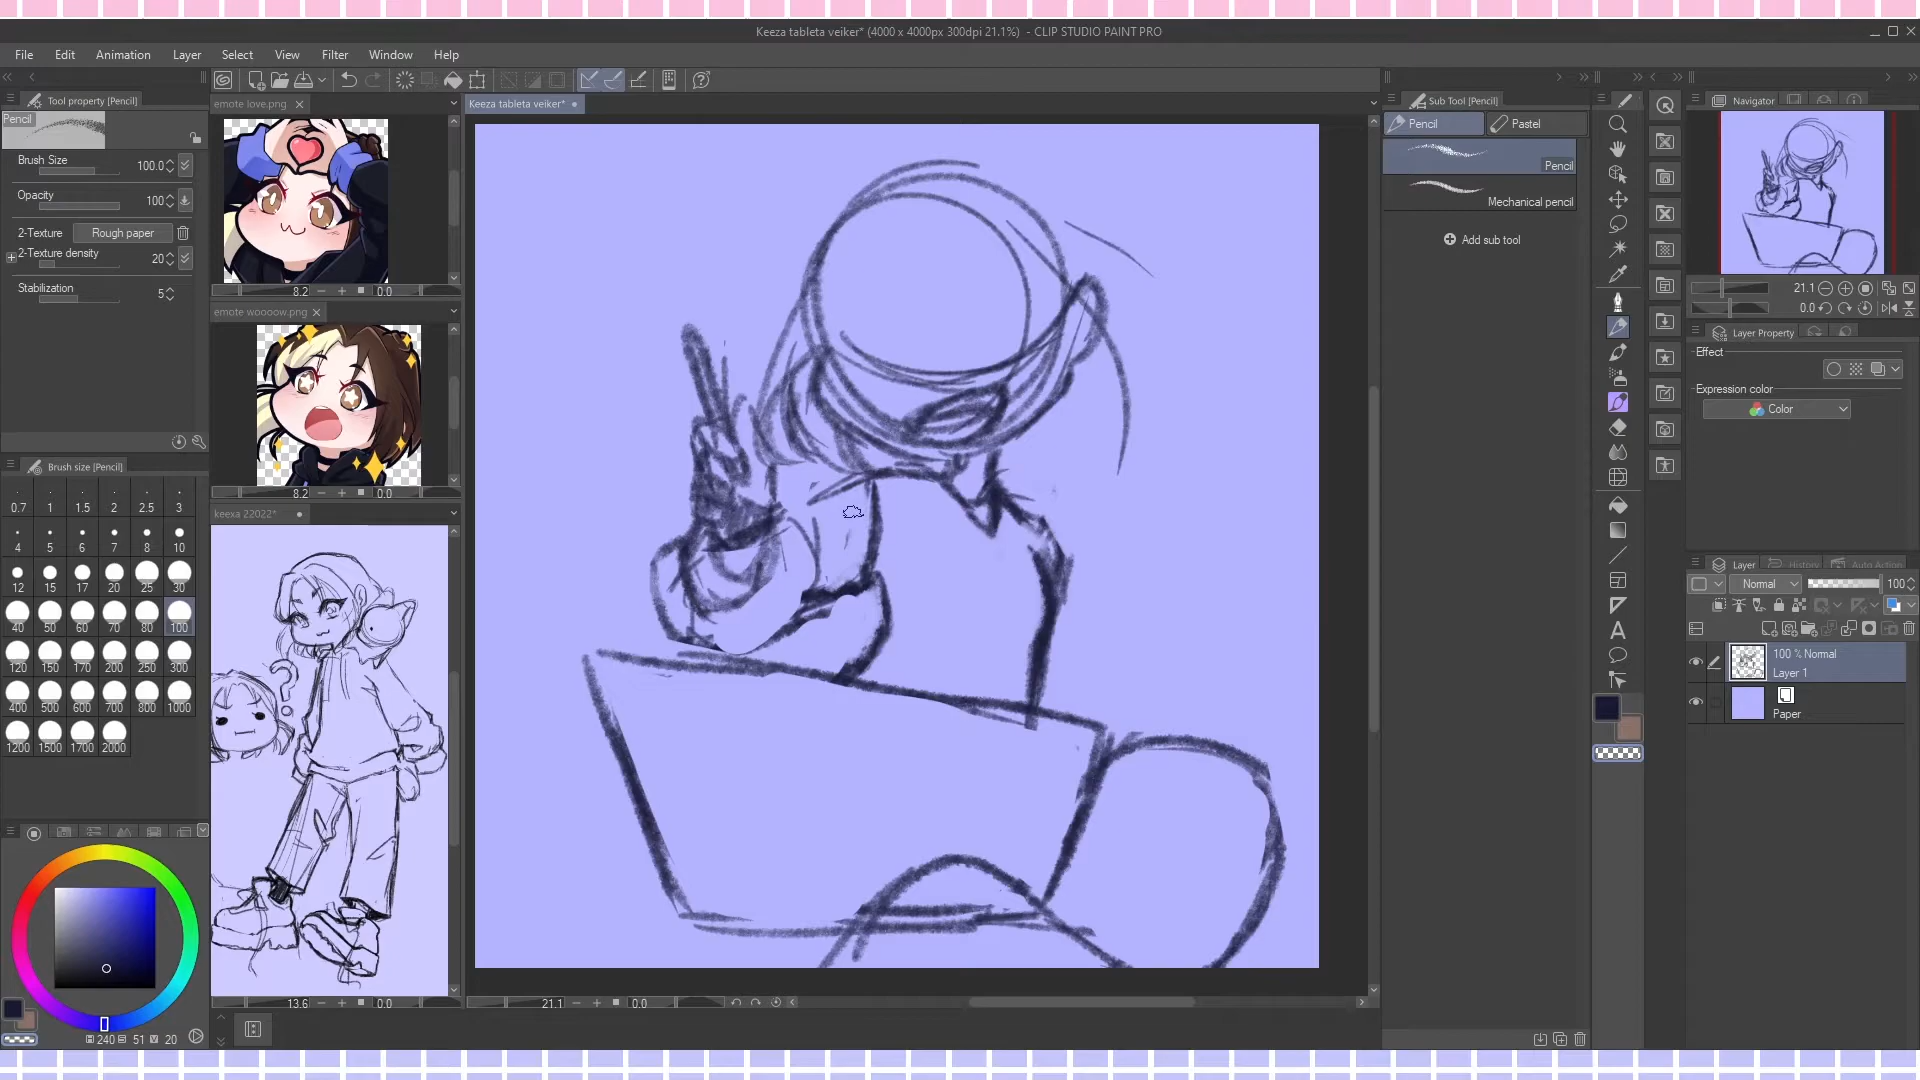 Keeza tableta veiker* (4000 x 4000px 300dpi 21.1%) - CLIP STUDIO PAINT PRO
File Edit Animation Layer Select View Filter Window Help
Tool property [Pencil]
Pencil
Brush Size 100.0
Opacity 100
2-Texture Rough paper
2-Texture density 20
Stabilization 5
Brush size [Pencil]
0.7 1 1.5 2 2.5 3
4 5 6 7 8 10
12 15 17 20 25 30
40 50 60 70 80 100
120 150 170 200 250 300
400 500 600 700 800 1000
1200 1500 1700 2000
H 240 S 51 V 20
emote love.png
8.2 0.0
emote woooow.png
8.2 0.0
keexa 22022*
?
13.6 0.0
Keeza tableta veiker*
21.1 0.0
Sub Tool [Pencil]
Pencil Pastel
Pencil
Mechanical pencil
Add sub tool
A
Navigator
21.1
0.0
Layer Property
Effect
Expression color
Color
Layer History Auto Action
Normal 100
100 % Normal
Layer 1
Paper